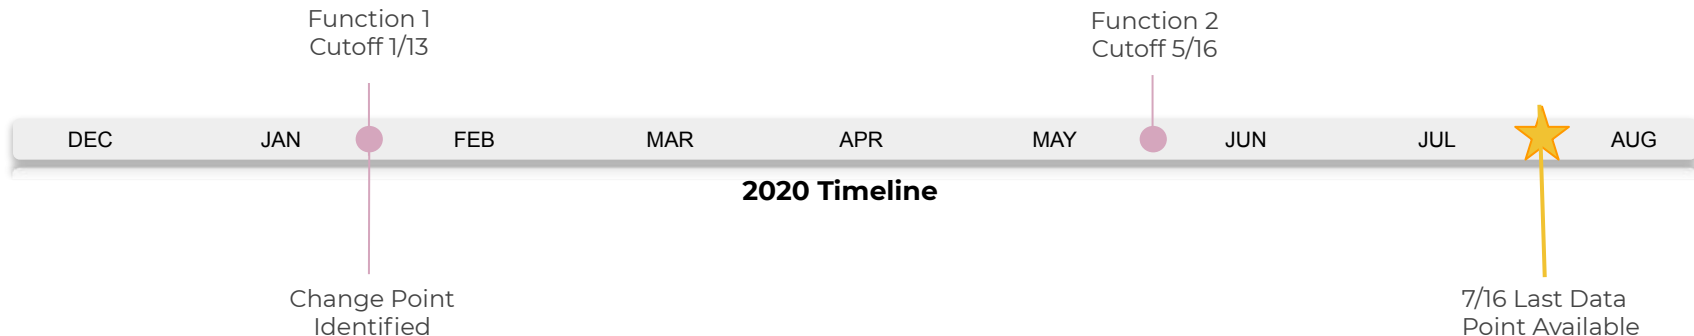 Function 1
Cutoff 1/13
Function 2
Cutoff 5/16
DEC JAN FEB MAR APR MAY JUN JUL AUG
2020 Timeline
Change Point
Identified
7/16 Last Data
Point Available